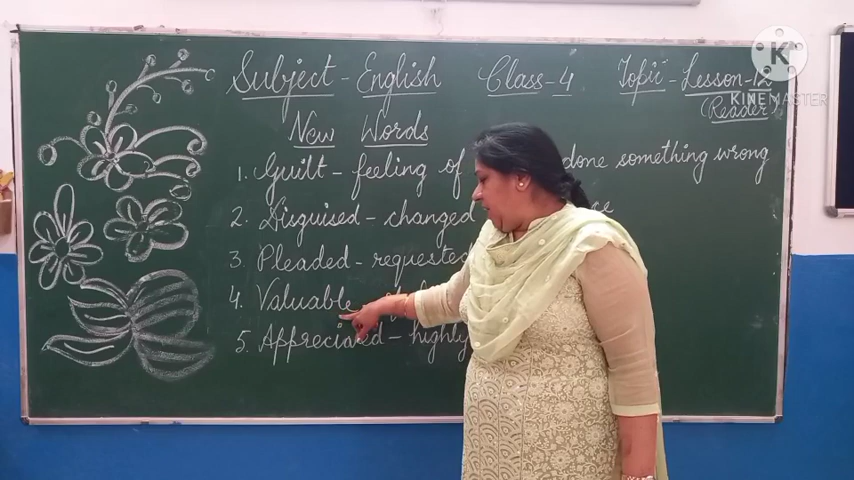 Subject - English Class - 4 Topic - Lesson - 12
(Reader)
New Words
1. Guilt - feeling of done something wrong
2. Disguised - changed
3. Pleaded - requested
4. Valuable
5. Appreciated - highly
KINEMASTER